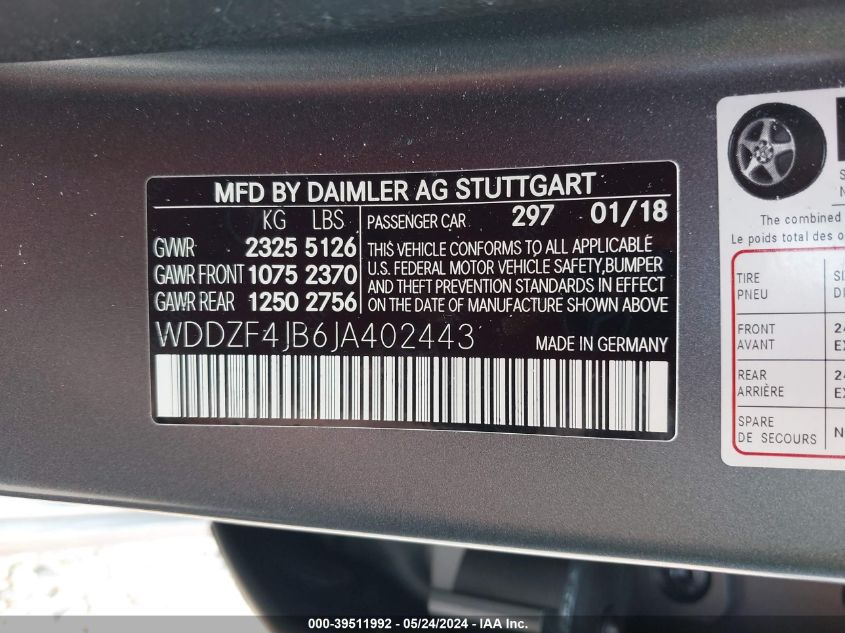 MFD BY DAIMLER AG STUTTGART
KG LBS
GVWR 2325 5126
GAWR FRONT 1075 2370
GAWR REAR 1250 2756
PASSENGER CAR 297 01/18
THIS VEHICLE CONFORMS TO ALL APPLICABLE
U.S. FEDERAL MOTOR VEHICLE SAFETY,BUMPER
AND THEFT PREVENTION STANDARDS IN EFFECT
ON THE DATE OF MANUFACTURE SHOWN ABOVE
WDDZF4JB6JA402443 MADE IN GERMANY
The combined
Le poids total des
TIRE
PNEU
FRONT
AVANT
REAR
ARRIÈRE
SPARE
DE SECOURS
000-39511992 / 05/24/2024 / IAA Inc.